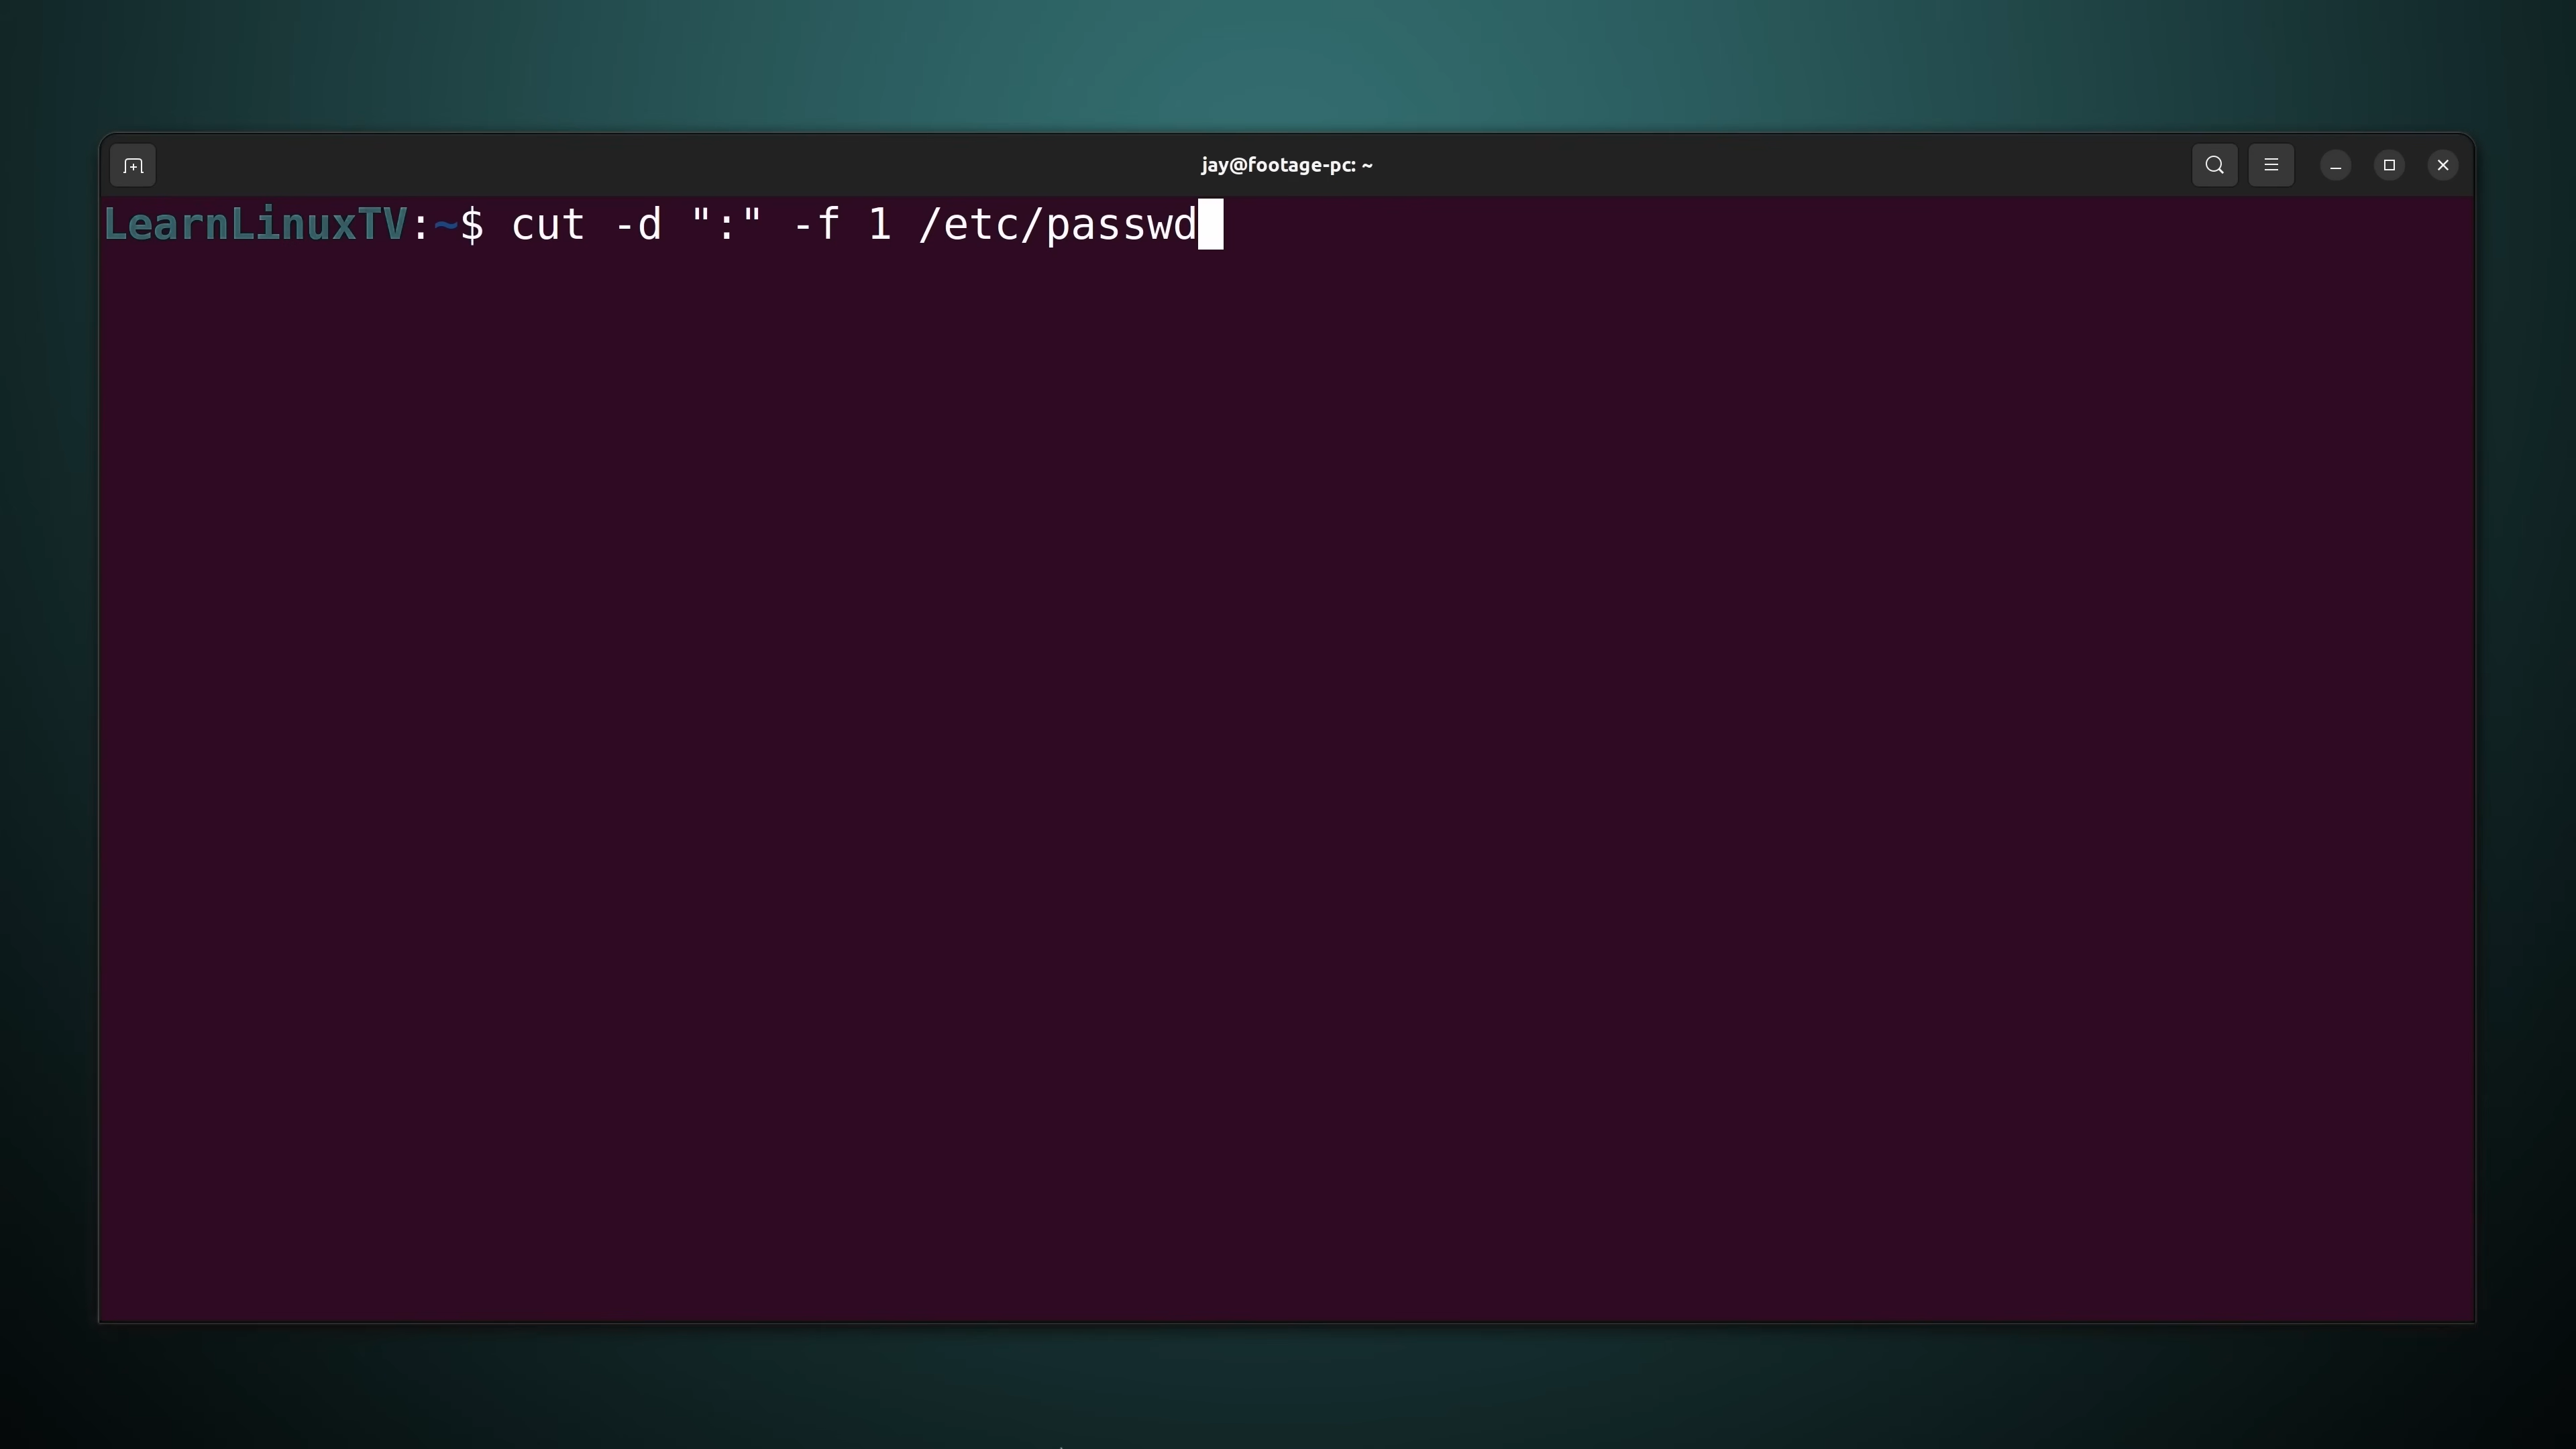 jay@footage-pc: ~
LearnLinuxTV:~$ cut -d ":" -f 1 /etc/passwd